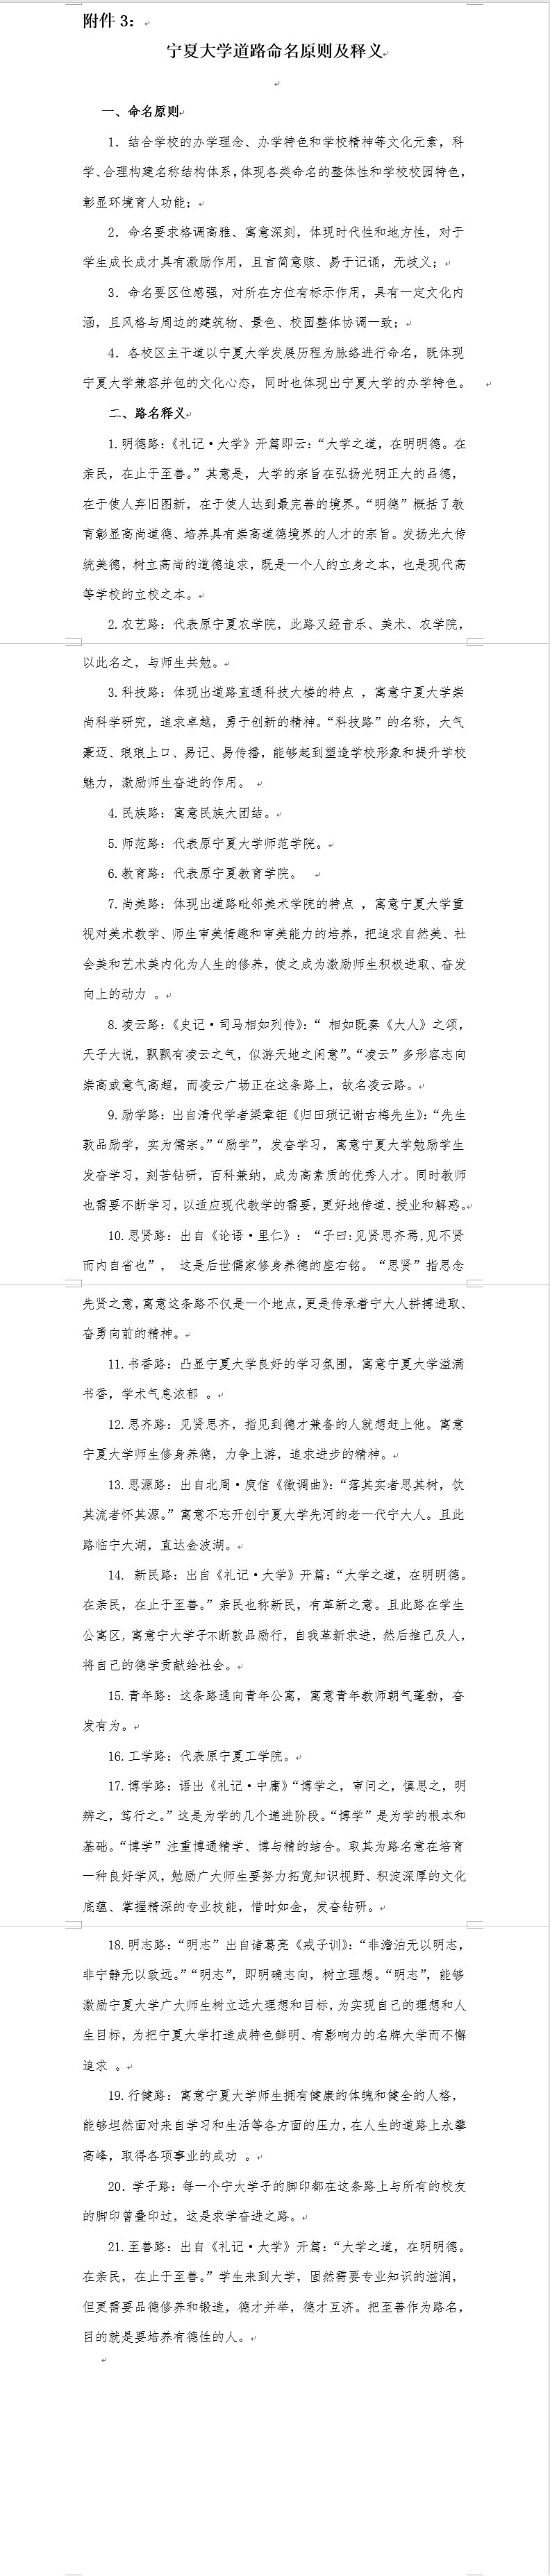 附件 3：
宁夏大学道路命名原则及释义
一、命名原则
1．结合学校的办学理念、办学特色和学校精神等文化元素，科
学、合理构建名称结构体系，体现各类命名的整体性和学校校园特色，
彰显环境育人功能；
2．命名要求格调高雅、寓意深刻，体现时代性和地方性，对于
学生成长成才具有激励作用，且言简意赅、易于记诵，无歧义；
3．命名要区位感强，对所在方位有标示作用，具有一定文化内
涵，且风格与周边的建筑物、景色、校园整体协调一致；
4．各校区主干道以宁夏大学发展历程为脉络进行命名，既体现
宁夏大学兼容并包的文化心态，同时也体现出宁夏大学的办学特色。
二、路名释义
1.明德路：《礼记·大学》开篇即云：“大学之道，在明明德。在
亲民，在止于至善。”其意是，大学的宗旨在弘扬光明正大的品德，
在于使人弃旧图新，在于使人达到最完善的境界。“明德”概括了教
育彰显高尚道德、培养具有崇高道德境界的人才的宗旨。发扬光大传
统美德，树立高尚的道德追求，既是一个人的立身之本，也是现代高
等学校的立校之本。
2.农艺路：代表原宁夏农学院，此路又经音乐、美术、农学院，
以此名之，与师生共勉。
3.科技路：体现出道路直通科技大楼的特点 ，寓意宁夏大学崇
尚科学研究，追求卓越，勇于创新的精神。“科技路”的名称，大气
豪迈、琅琅上口、易记、易传播，能够起到塑造学校形象和提升学校
魅力，激励师生奋进的作用。
4.民族路：寓意民族大团结。
5.师范路：代表原宁夏大学师范学院。
6.教育路：代表原宁夏教育学院。
7.尚美路：体现出道路毗邻美术学院的特点 ，寓意宁夏大学重
视对美术教学、师生审美情趣和审美能力的培养，把追求自然美、社
会美和艺术美内化为人生的修养，使之成为激励师生积极进取、奋发
向上的动力 。
8.凌云路：《史记·司马相如列传》：“ 相如既奏《大人》之颂，
天子大说，飘飘有凌云之气，似游天地之闲意”。“凌云”多形容志向
崇高或意气高超，而凌云广场正在这条路上，故名凌云路。
9.励学路：出自清代学者梁章钜《归田琐记谢古梅先生》：“先生
敦品励学，实为儒宗。”“励学”，发奋学习，寓意宁夏大学勉励学生
发奋学习，刻苦钻研，百科兼纳，成为高素质的优秀人才。同时教师
也需要不断学习，以适应现代教学的需要，更好地传道、授业和解惑。
10.思贤路：出自《论语·里仁》：“子曰:见贤思齐焉,见不贤
而内自省也”， 这是后世儒家修身养德的座右铭。“思贤”指思念
先贤之意，寓意这条路不仅是一个地点，更是传承着宁大人拼搏进取、
奋勇向前的精神。
11.书香路：凸显宁夏大学良好的学习氛围，寓意宁夏大学溢满
书香，学术气息浓郁 。
12.思齐路：见贤思齐，指见到德才兼备的人就想赶上他。寓意
宁夏大学师生修身养德，力争上游，追求进步的精神。
13.思源路：出自北周·庾信《徵调曲》：“落其实者思其树，饮
其流者怀其源。”寓意不忘开创宁夏大学先河的老一代宁大人。且此
路临宁大湖，直达金波湖。
14. 新民路：出自《礼记·大学》开篇：“大学之道，在明明德。
在亲民，在止于至善。”亲民也称新民，有革新之意。且此路在学生
公寓区，寓意宁大学子不断敦品励行，自我革新求进，然后推己及人，
将自己的德学贡献给社会。
15.青年路：这条路通向青年公寓，寓意青年教师朝气蓬勃，奋
发有为。
16.工学路：代表原宁夏工学院。
17.博学路：语出《礼记·中庸》“博学之，审问之，慎思之，明
辨之，笃行之。”这是为学的几个递进阶段。“博学”是为学的根本和
基础。“博学”注重博通精学、博与精的结合。取其为路名意在培育
一种良好学风，勉励广大师生要努力拓宽知识视野、积淀深厚的文化
底蕴、掌握精深的专业技能，惜时如金，发奋钻研。
18.明志路：“明志”出自诸葛亮《戒子训》：“非澹泊无以明志，
非宁静无以致远。”“明志”，即明确志向，树立理想。“明志”，能够
激励宁夏大学广大师生树立远大理想和目标，为实现自己的理想和人
生目标，为把宁夏大学打造成特色鲜明、有影响力的名牌大学而不懈
追求 。
19.行健路：寓意宁夏大学师生拥有健康的体魄和健全的人格，
能够坦然面对来自学习和生活等各方面的压力，在人生的道路上永攀
高峰，取得各项事业的成功 。
20．学子路：每一个宁大学子的脚印都在这条路上与所有的校友
的脚印曾叠印过，这是求学奋进之路。
21.至善路：出自《礼记·大学》开篇：“大学之道，在明明德。
在亲民，在止于至善。”学生来到大学，固然需要专业知识的滋润，
但更需要品德修养和锻造，德才并举，德才互济。把至善作为路名，
目的就是要培养有德性的人。